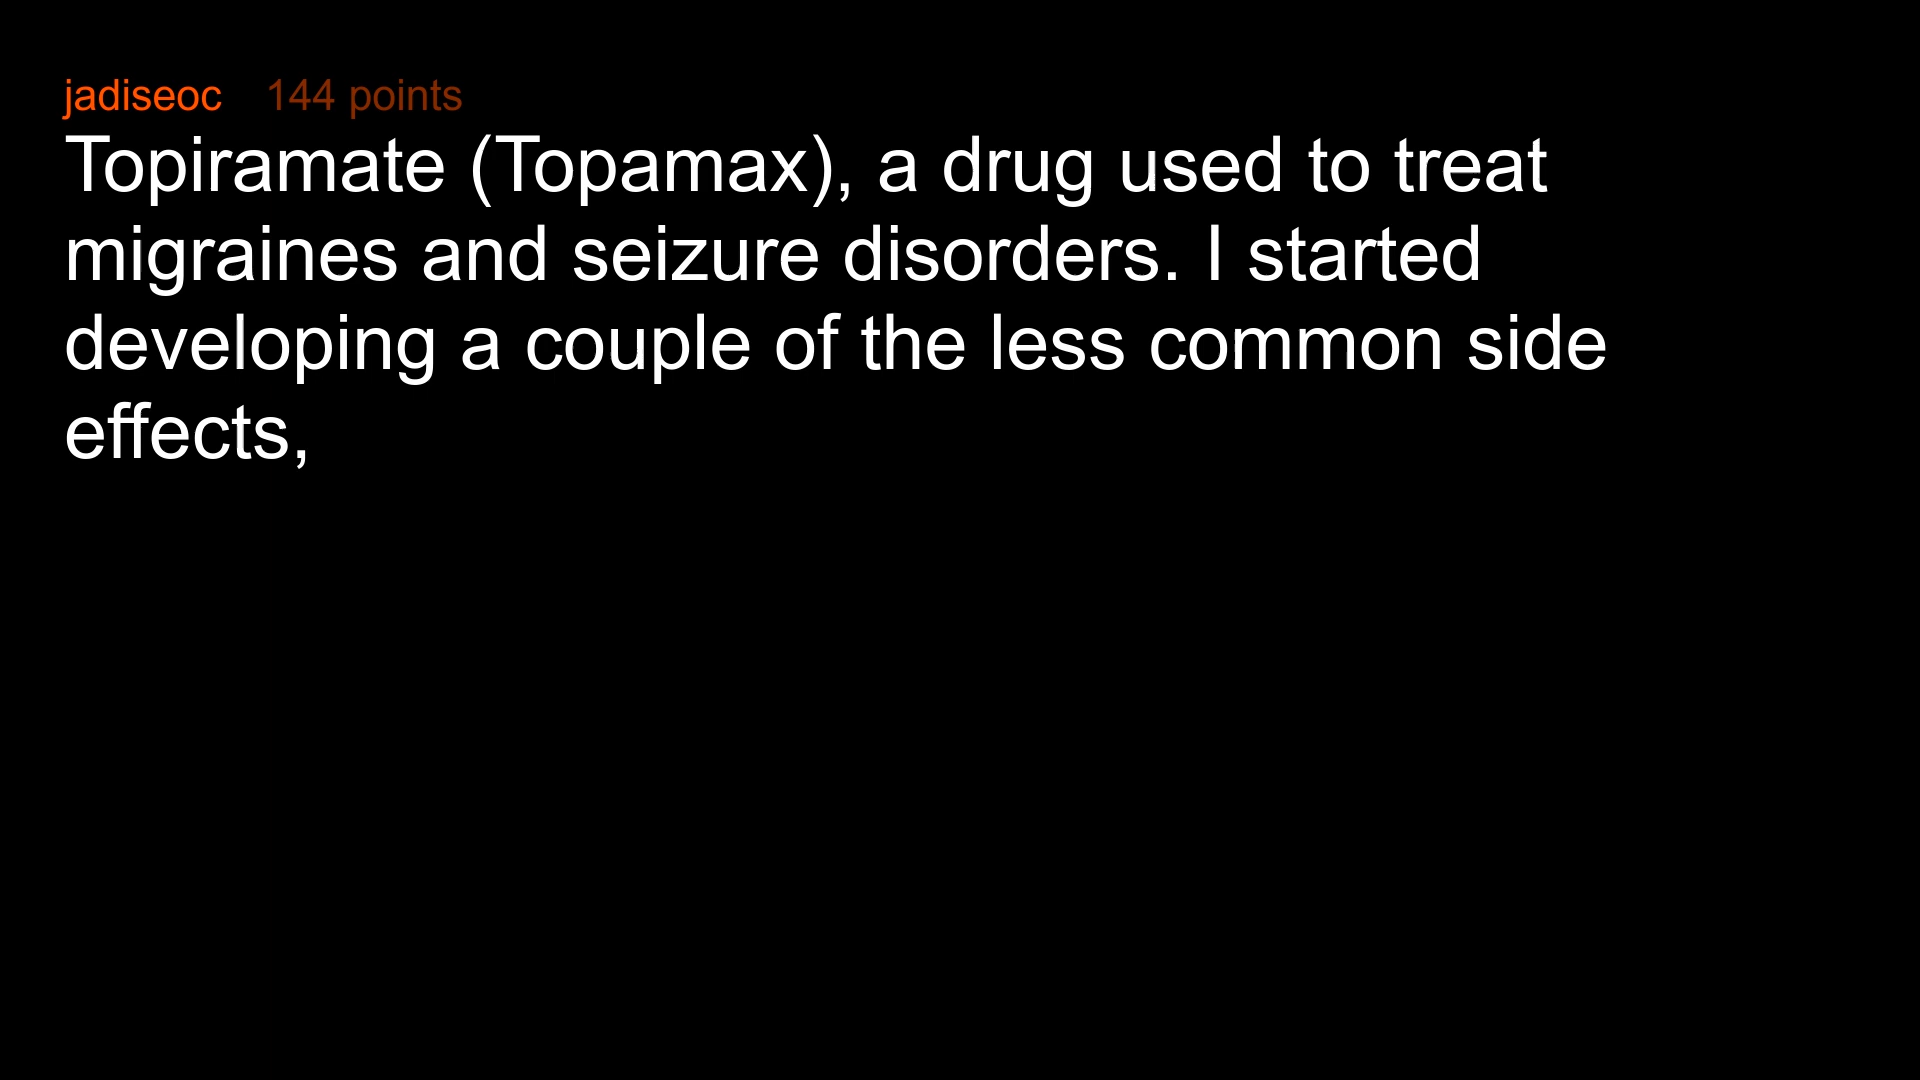 jadiseoc 144 points
Topiramate (Topamax), a drug used to treat
migraines and seizure disorders. I started
developing a couple of the less common side
effects,